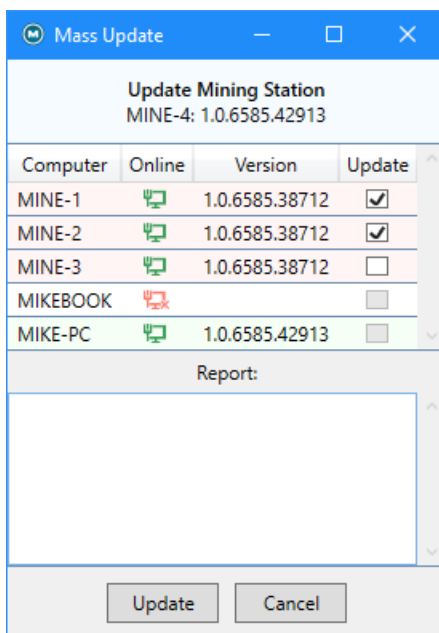 Mass Update
Update Mining Station
MINE-4: 1.0.6585.42913
Computer Online Version Update
MINE-1 1.0.6585.38712
MINE-2 1.0.6585.38712
MINE-3 1.0.6585.38712
MIKEBOOK
MIKE-PC 1.0.6585.42913
Report:
Update Cancel